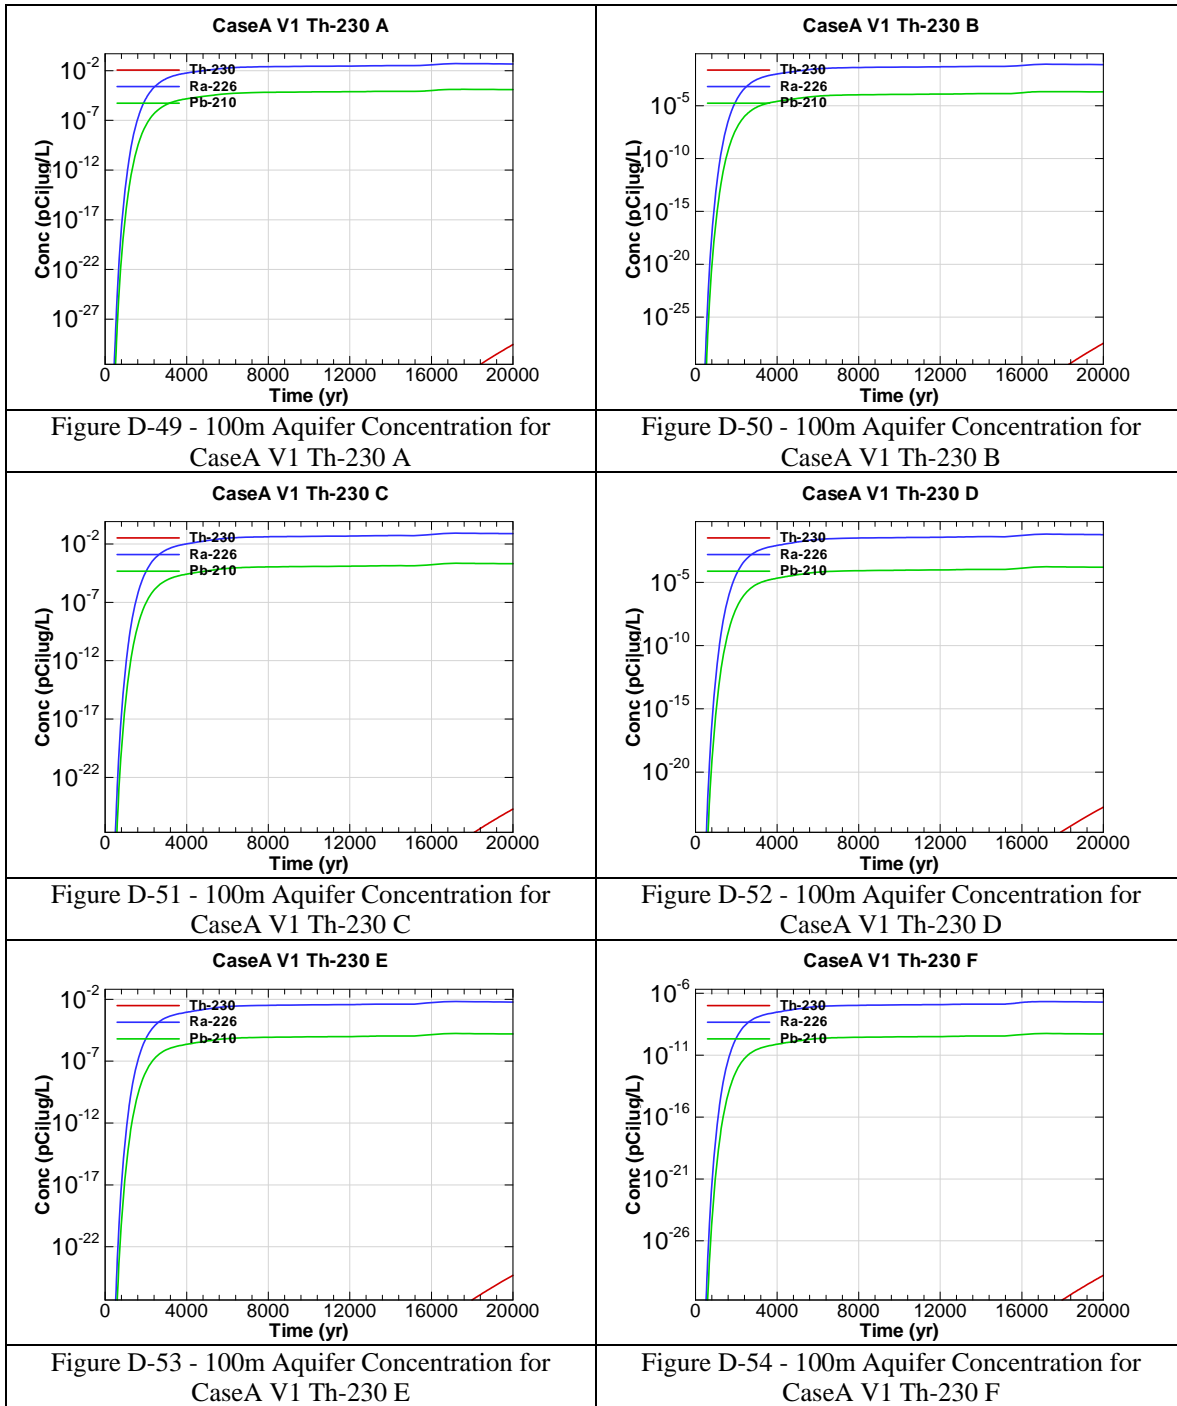 CaseA V1 Th-230 A
Th-230
Ra-226
Pb-210
Conc (pCi|ug/L)
10-2
10-7
10-12
10-17
10-22
10-27
0 4000 8000 12000 16000 20000
Time (yr)
Figure D-49 - 100m Aquifer Concentration for
CaseA V1 Th-230 A
CaseA V1 Th-230 B
Th-230
Ra-226
Pb-210
Conc (pCi|ug/L)
10-5
10-10
10-15
10-20
10-25
0 4000 8000 12000 16000 20000
Time (yr)
Figure D-50 - 100m Aquifer Concentration for
CaseA V1 Th-230 B
CaseA V1 Th-230 C
Th-230
Ra-226
Pb-210
Conc (pCi|ug/L)
10-2
10-7
10-12
10-17
10-22
0 4000 8000 12000 16000 20000
Time (yr)
Figure D-51 - 100m Aquifer Concentration for
CaseA V1 Th-230 C
CaseA V1 Th-230 D
Th-230
Ra-226
Pb-210
Conc (pCi|ug/L)
10-5
10-10
10-15
10-20
0 4000 8000 12000 16000 20000
Time (yr)
Figure D-52 - 100m Aquifer Concentration for
CaseA V1 Th-230 D
CaseA V1 Th-230 E
Th-230
Ra-226
Pb-210
Conc (pCi|ug/L)
10-2
10-7
10-12
10-17
10-22
0 4000 8000 12000 16000 20000
Time (yr)
Figure D-53 - 100m Aquifer Concentration for
CaseA V1 Th-230 E
CaseA V1 Th-230 F
Th-230
Ra-226
Pb-210
Conc (pCi|ug/L)
10-6
10-11
10-16
10-21
10-26
0 4000 8000 12000 16000 20000
Time (yr)
Figure D-54 - 100m Aquifer Concentration for
CaseA V1 Th-230 F